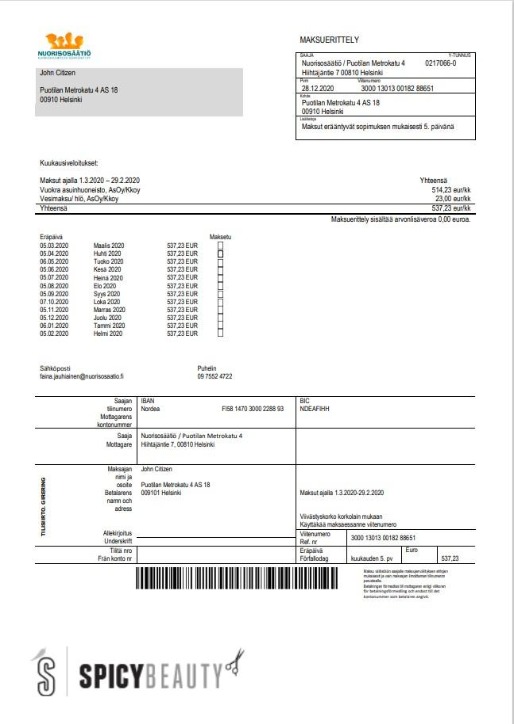 MAKSUERITTELY
NUORISOSÄÄTIÖ
SAAJA Y-TUNNUS
Nuorisosäätiö / Puotilan Metrokatu 4 0217066-0
Hiihtäjäntie 7 00810 Helsinki
John Citizen
Puotilan Metrokatu 4 AS 18
00910 Helsinki
Pvm Viitenumero
28.12.2020 3000 13013 00182 88651
Kohde
Puotilan Metrokatu 4 AS 18
00910 Helsinki
Lisätietoja
Maksut erääntyvät sopimuksen mukaisesti 5. päivänä
Kuukausiveloitukset:
Maksut ajalla 1.3.2020 – 29.2.2020 Yhteensä
Vuokra asuinhuoneisto, AsOy/Kkoy 514,23 eur/kk
Vesimaksu/ hlö, AsOy/Kkoy 23,00 eur/kk
Yhteensä 537,23 eur/kk
Maksuerittely sisältää arvonlisäveroa 0,00 euroa.
Eräpäivä Maksetu
05.03.2020 Maalis 2020 537,23 EUR
05.04.2020 Huhti 2020 537,23 EUR
06.05.2020 Tuoko 2020 537,23 EUR
05.06.2020 Kesä 2020 537,23 EUR
05.07.2020 Heinä 2020 537,23 EUR
05.08.2020 Elo 2020 537,23 EUR
05.09.2020 Syys 2020 537,23 EUR
07.10.2020 Loka 2020 537,23 EUR
05.11.2020 Marras 2020 537,23 EUR
05.12.2020 Joulu 2020 537,23 EUR
06.01.2020 Tammi 2020 537,23 EUR
05.02.2020 Helmi 2020 537,23 EUR
Sähköposti Puhelin
taina.jauhiainen@nuorisosaatio.fi 09 7552 4722
Saajan tilinumero
Mottagarens kontonummer
IBAN
Nordea FI58 1470 3000 2288 93
BIC
NDEAFIHH
Saaja
Mottagare
Nuorisosäätiö / Puotilan Metrokatu 4
Hiihtäjäntie 7, 00810 Helsinki
TILISIIRTO. GIRERING
Maksajan nimi ja osoite
Betalarens namn och adress
John Citizen
Puotilan Metrokatu 4 AS 18
009101 Helsinki
Maksut ajalla 1.3.2020-29.2.2020
Viivästyskorko korkolain mukaan
Käyttäkää maksaessanne viitenumero
Allekirjoitus
Underskrift
Viitenumero
Ref. nr
3000 13013 00182 88651
Tililtä nro
Från konto nr
Eräpäivä
Förfallodag
kuukauden 5. pv
Euro
537,23
SPICYBEAUTY